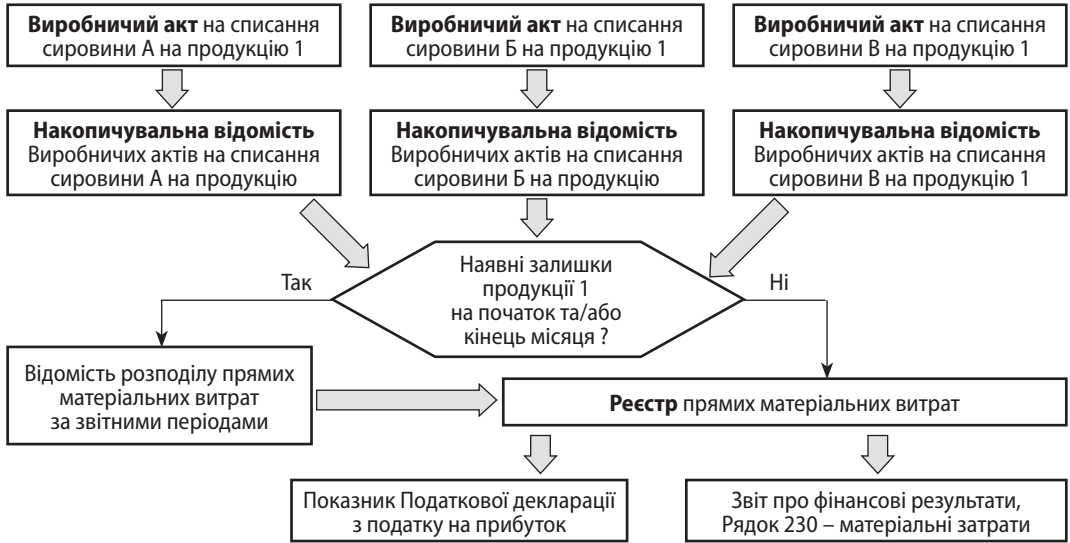 Виробничий акт на списання
сировини А на продукцію 1
Виробничий акт на списання
сировини Б на продукцію 1
Виробничий акт на списання
сировини В на продукцію 1
Накопичувальна відомість
Виробничих актів на списання
сировини А на продукцію
Накопичувальна відомість
Виробничих актів на списання
сировини Б на продукцію
Накопичувальна відомість
Виробничих актів на списання
сировини В на продукцію 1
Так
Наявні залишки
продукції 1
на початок та/або
кінець місяця ?
Ні
Відомість розподілу прямих
матеріальних витрат
за звітними періодами
Реєстр прямих матеріальних витрат
Показник Податкової декларації
з податку на прибуток
Звіт про фінансові результати,
Рядок 230 – матеріальні затрати